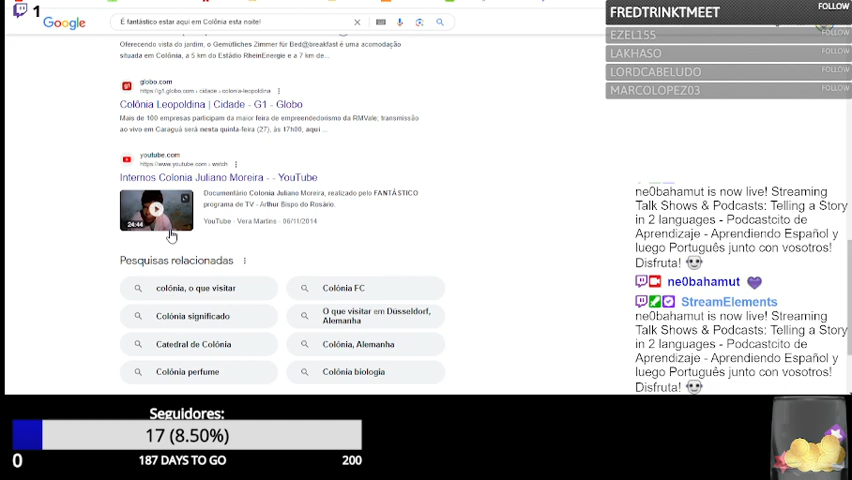 1
Google
É fantástico estar aqui em Colônia esta noite!
Oferecendo vista do jardim, o Gemütliches Zimmer für Bed@breakfast é uma acomodação
situada em Colônia, a 5 km do Estádio RheinEnergie e a 7 km de...
globo.com
https://g1.globo.com › cidade › colonia-leopoldina
Colônia Leopoldina | Cidade - G1 - Globo
Mais de 100 empresas participam da maior feira de empreendedorismo da RMVale; transmissão
ao vivo em Caraguá será nesta quinta-feira (27), às 17h00, aqui ...
youtube.com
https://www.youtube.com › watch
Internos Colonia Juliano Moreira - - YouTube
Documentário Colonia Juliano Moreira, realizado pelo FANTÁSTICO
programa de TV - Arthur Bispo do Rosário.
24:44
YouTube - Vera Martins - 06/11/2014
Pesquisas relacionadas
colónia, o que visitar
Colónia FC
Colónia significado
O que visitar em Düsseldorf,
Alemanha
Catedral de Colónia
Colónia, Alemanha
Colónia perfume
Colónia biologia
FREDTRINKTMEET FOLLOW
EZEL155 FOLLOW
LAKHASO FOLLOW
LORDCABELUDO FOLLOW
MARCOLOPEZ03 FOLLOW
ne0bahamut is now live! Streaming
Talk Shows & Podcasts: Telling a Story
in 2 languages - Podcastcito de
Aprendizaje - Aprendiendo Español y
luego Português junto con vosotros!
Disfruta!
ne0bahamut
StreamElements
ne0bahamut is now live! Streaming
Talk Shows & Podcasts: Telling a Story
in 2 languages - Podcastcito de
Aprendizaje - Aprendiendo Español y
luego Português junto con vosotros!
Disfruta!
Seguidores:
17 (8.50%)
0 187 DAYS TO GO 200